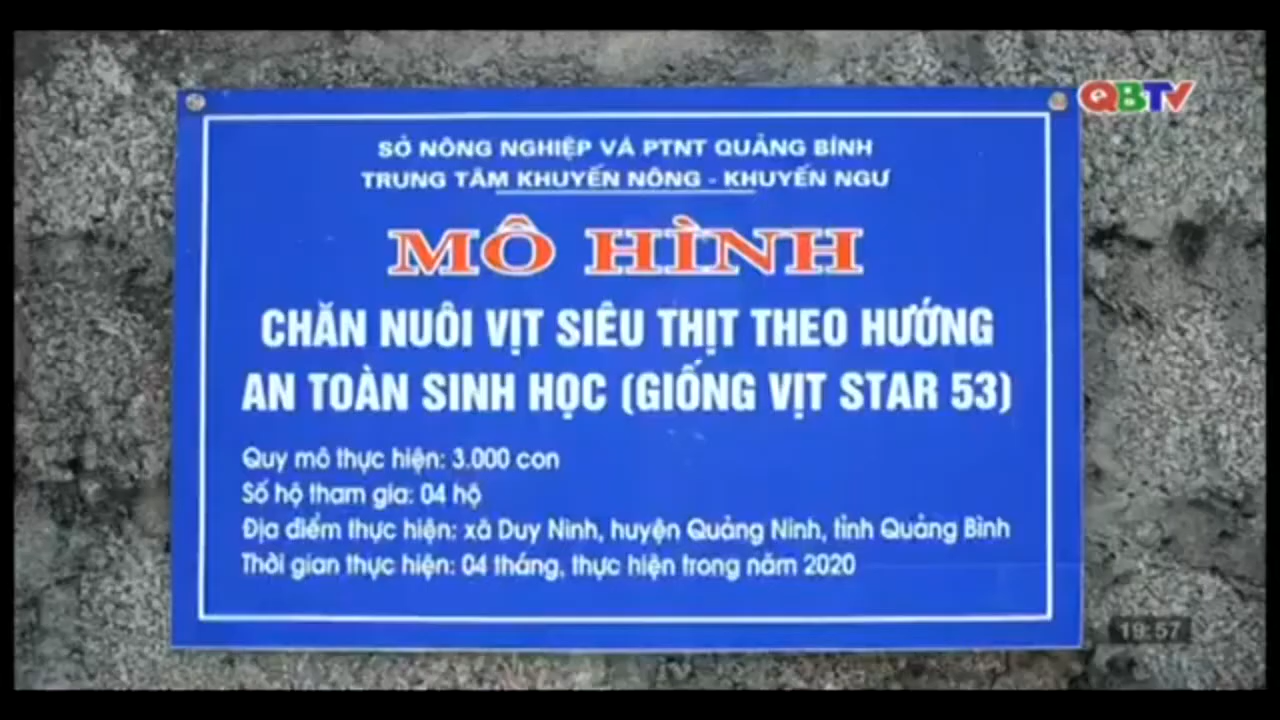 QBTV
SỞ NÔNG NGHIỆP VÀ PTNT QUẢNG BÌNH
TRUNG TÂM KHUYẾN NÔNG - KHUYẾN NGƯ
MÔ HÌNH
CHĂN NUÔI VỊT SIÊU THỊT THEO HƯỚNG
AN TOÀN SINH HỌC (GIỐNG VỊT STAR 53)
Quy mô thực hiện: 3.000 con
Số hộ tham gia: 04 hộ
Địa điểm thực hiện: xã Duy Ninh, huyện Quảng Ninh, tỉnh Quảng Bình
Thời gian thực hiện: 04 tháng, thực hiện trong năm 2020
19:57